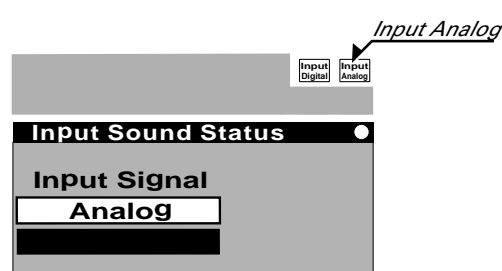 Input Analog
Input Digital
Input Analog
Input Sound Status
Input Signal
Analog